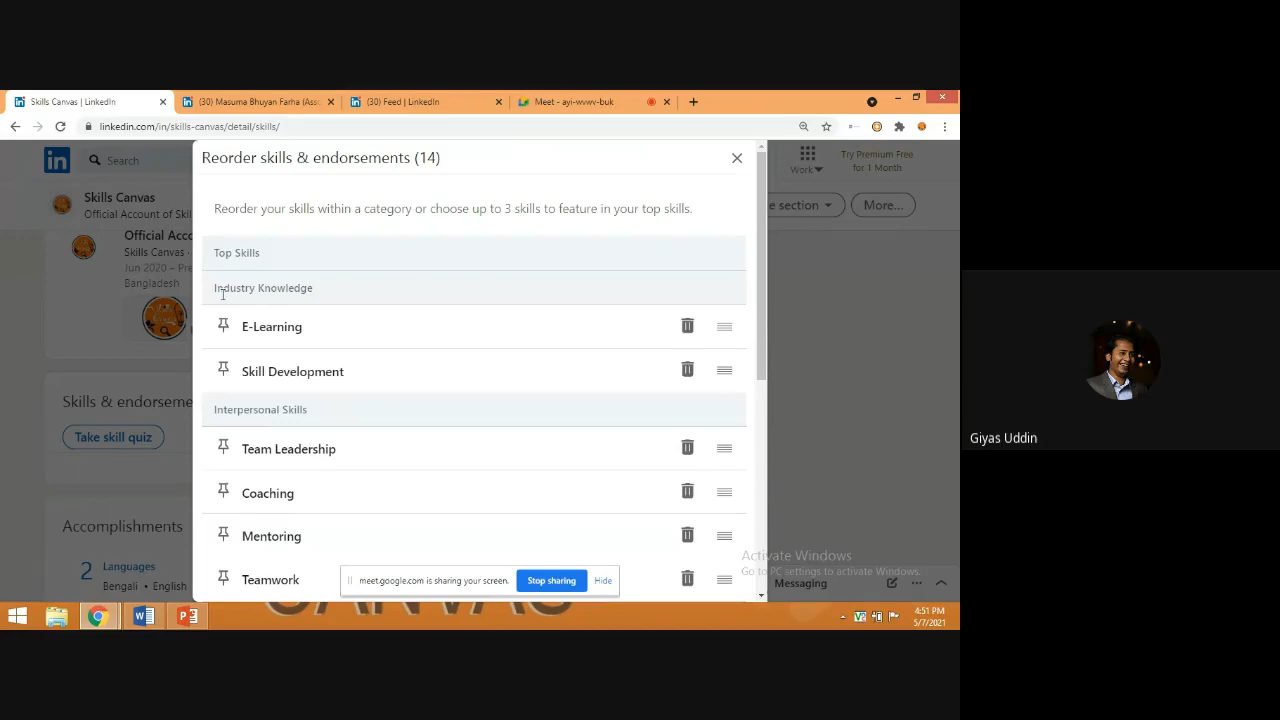 Skills Canvas | LinkedIn
(30) Masuma Bhuyan Farha (Asso
(30) Feed | LinkedIn
Meet - ayi-wvwv-buk
linkedin.com/in/skills-canvas/detail/skills/
in
Search
Work
Try Premium Free
for 1 Month
Skills Canvas
Official Account of Skil
e section
More...
Official Acco
Skills Canvas ·
Jun 2020 – Pre
Bangladesh
Skills & endorseme
Take skill quiz
Accomplishments
2
Languages
Bengali • English
Reorder skills & endorsements (14)
Reorder your skills within a category or choose up to 3 skills to feature in your top skills.
Top Skills
Industry Knowledge
E-Learning
Skill Development
Interpersonal Skills
Team Leadership
Coaching
Mentoring
Teamwork
meet.google.com is sharing your screen.
Stop sharing
Hide
Activate Windows
Go to PC settings to activate Windows.
Messaging
CANVAS
4:51 PM
5/7/2021
Giyas Uddin